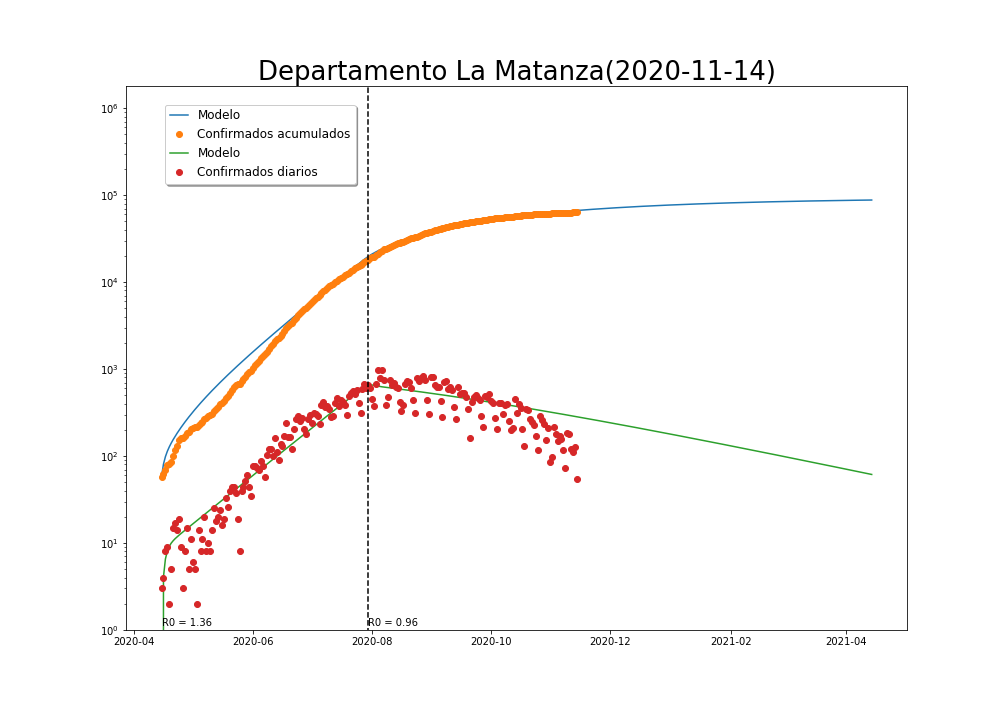 Departamento La Matanza(2020-11-14)
Modelo
Confirmados acumulados
Modelo
Confirmados diarios
10^6
10^5
10^4
10^3
10^2
10^1
10^0
R0 = 1.36
R0 = 0.96
2020-04
2020-06
2020-08
2020-10
2020-12
2021-02
2021-04